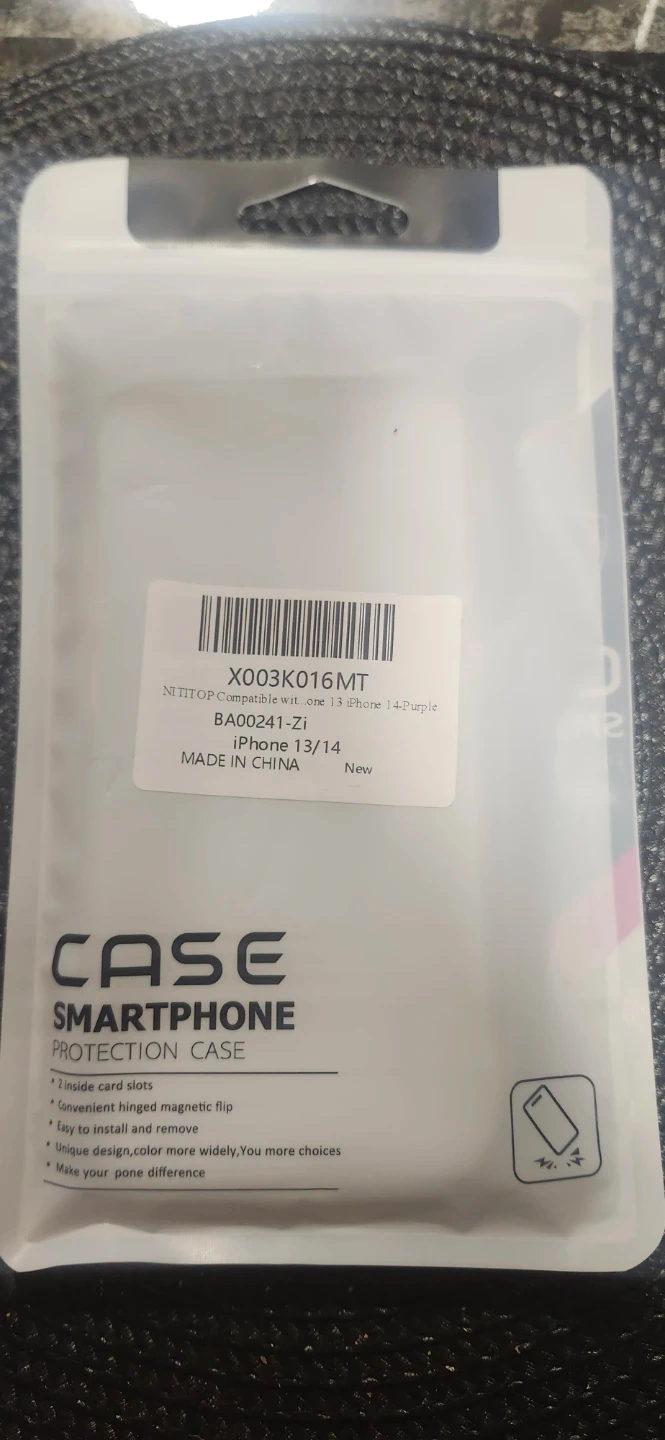 X003K016MT
NITITOP Compatible wit...one 13 iPhone 14-Purple
BA00241-Zi
iPhone 13/14
MADE IN CHINA New
CASE
SMARTPHONE
PROTECTION CASE
* 2 inside card slots
* Convenient hinged magnetic flip
* Easy to install and remove
* Unique design,color more widely,You more choices
* Make your pone difference